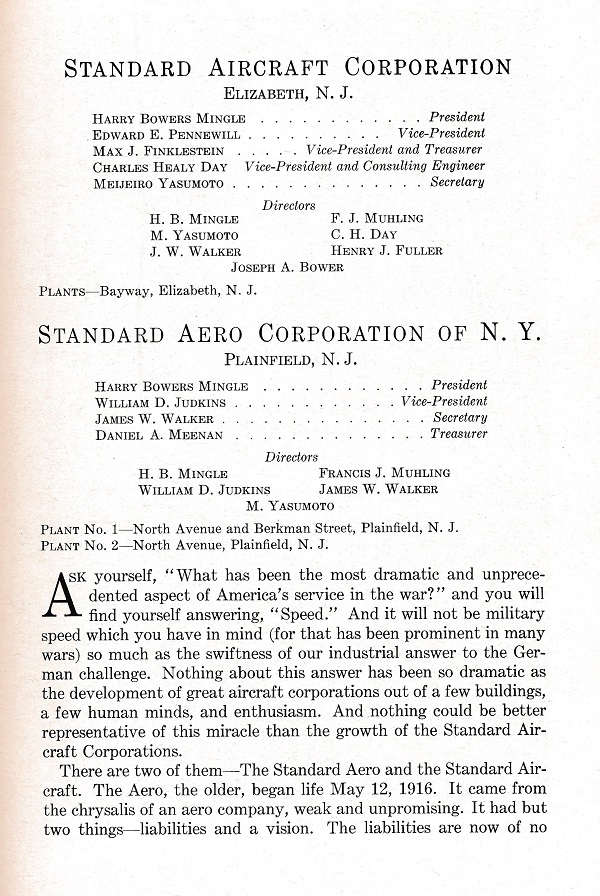 STANDARD AIRCRAFT CORPORATION
ELIZABETH, N. J.
HARRY BOWERS MINGLE . . . . . . . . . . . . President
EDWARD E. PENNEWILL . . . . . . . . . . Vice-President
MAX J. FINKLESTEIN . . . . . Vice-President and Treasurer
CHARLES HEALY DAY Vice-President and Consulting Engineer
MEIJEIRO YASUMOTO . . . . . . . . . . . . . . Secretary
Directors
H. B. MINGLE F. J. MUHLING
M. YASUMOTO C. H. DAY
J. W. WALKER HENRY J. FULLER
JOSEPH A. BOWER
PLANTS—Bayway, Elizabeth, N. J.
STANDARD AERO CORPORATION OF N. Y.
PLAINFIELD, N. J.
HARRY BOWERS MINGLE . . . . . . . . . . . . President
WILLIAM D. JUDKINS . . . . . . . . . . . . Vice-President
JAMES W. WALKER . . . . . . . . . . . . . . . Secretary
DANIEL A. MEENAN . . . . . . . . . . . . . . Treasurer
Directors
H. B. MINGLE FRANCIS J. MUHLING
WILLIAM D. JUDKINS JAMES W. WALKER
M. YASUMOTO
PLANT No. 1—North Avenue and Berkman Street, Plainfield, N. J.
PLANT No. 2—North Avenue, Plainfield, N. J.
ASK yourself, "What has been the most dramatic and unprece-
dented aspect of America's service in the war?" and you will
find yourself answering, "Speed." And it will not be military
speed which you have in mind (for that has been prominent in many
wars) so much as the swiftness of our industrial answer to the Ger-
man challenge. Nothing about this answer has been so dramatic as
the development of great aircraft corporations out of a few buildings,
a few human minds, and enthusiasm. And nothing could be better
representative of this miracle than the growth of the Standard Air-
craft Corporations.
There are two of them—The Standard Aero and the Standard Air-
craft. The Aero, the older, began life May 12, 1916. It came from
the chrysalis of an aero company, weak and unpromising. It had but
two things—liabilities and a vision. The liabilities are now of no